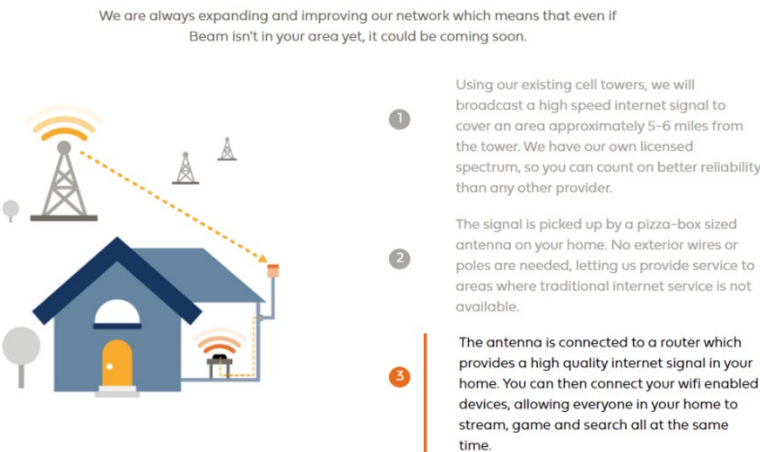 We are always expanding and improving our network which means that even if
Beam isn't in your area yet, it could be coming soon.
1
Using our existing cell towers, we will
broadcast a high speed internet signal to
cover an area approximately 5-6 miles from
the tower. We have our own licensed
spectrum, so you can count on better reliability
than any other provider.
2
The signal is picked up by a pizza-box sized
antenna on your home. No exterior wires or
poles are needed, letting us provide service to
areas where traditional internet service is not
available.
3
The antenna is connected to a router which
provides a high quality internet signal in your
home. You can then connect your wifi enabled
devices, allowing everyone in your home to
stream, game and search all at the same
time.